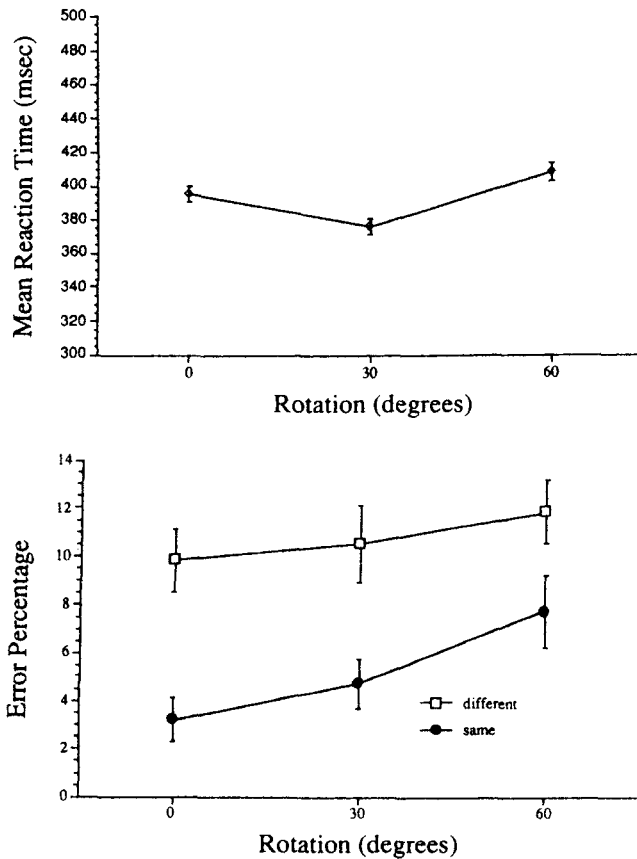 500
480
460
440
420
400
380
360
340
320
300
Mean Reaction Time (msec)
0 30 60
Rotation (degrees)
14
12
10
8
6
4
2
0
Error Percentage
different
same
0 30 60
Rotation (degrees)